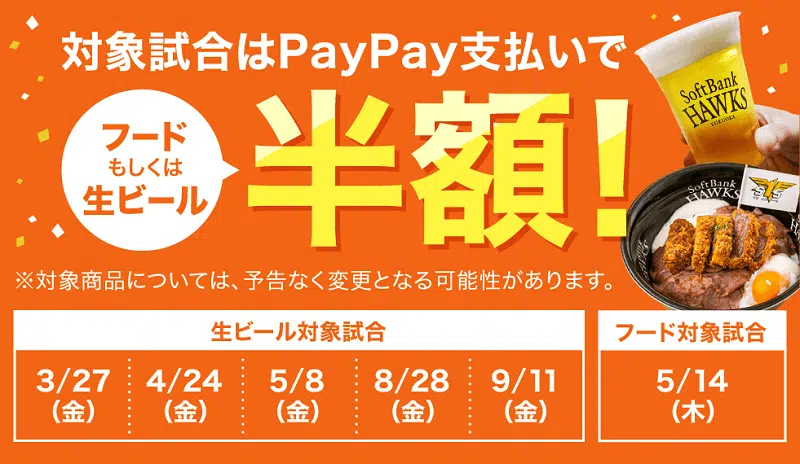 対象試合はPayPay支払いで
フード
もしくは
生ビール
半額!
SoftBank
HAWKS
FUKUOKA
SoftBank
HAWKS
※対象商品については、予告なく変更となる可能性があります。
生ビール対象試合
3/27
(金)
4/24
(金)
5/8
(金)
8/28
(金)
9/11
(金)
フード対象試合
5/14
(木)